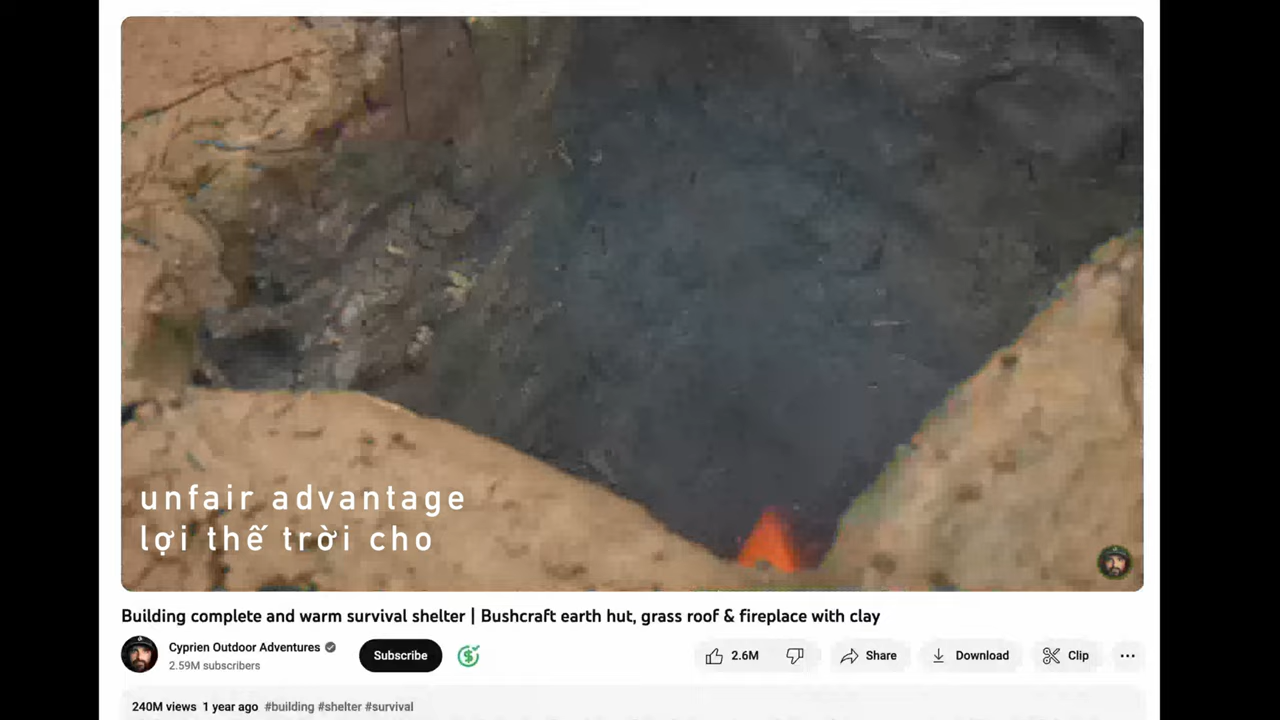 unfair advantage
lợi thế trời cho
Building complete and warm survival shelter | Bushcraft earth hut, grass roof & fireplace with clay
Cyprien Outdoor Adventures
2.59M subscribers
Subscribe
2.6M
Share
Download
Clip
240M views 1 year ago #building #shelter #survival